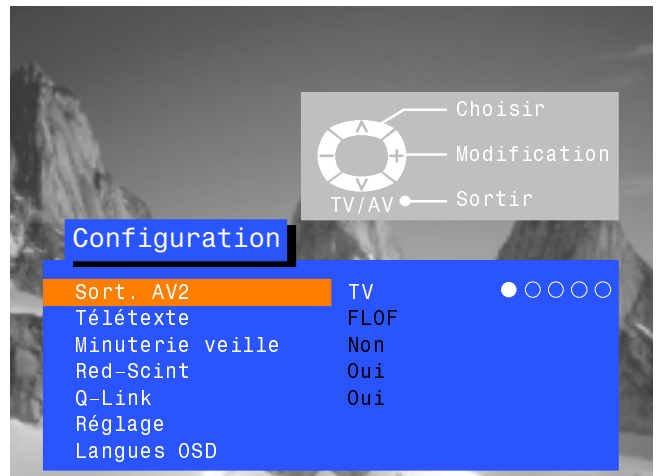 Choisir
Modification
TV/AV Sortir
Configuration
Sort. AV2 TV
Télétexte FLOF
Minuterie veille Non
Red-Scint Oui
Q-Link Oui
Réglage
Langues OSD